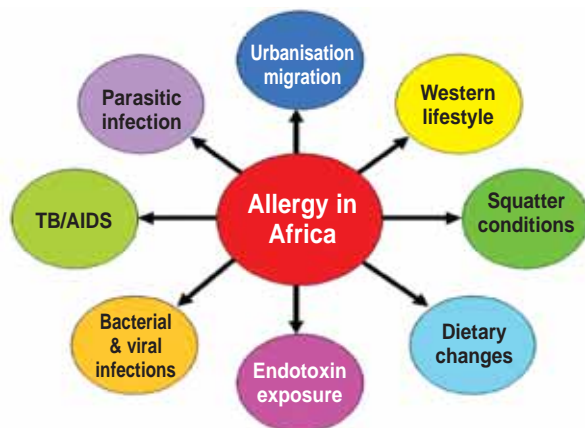 Urbanisation
migration
Parasitic
infection
Western
lifestyle
TB/AIDS
Allergy in
Africa
Squatter
conditions
Bacterial
& viral
infections
Endotoxin
exposure
Dietary
changes